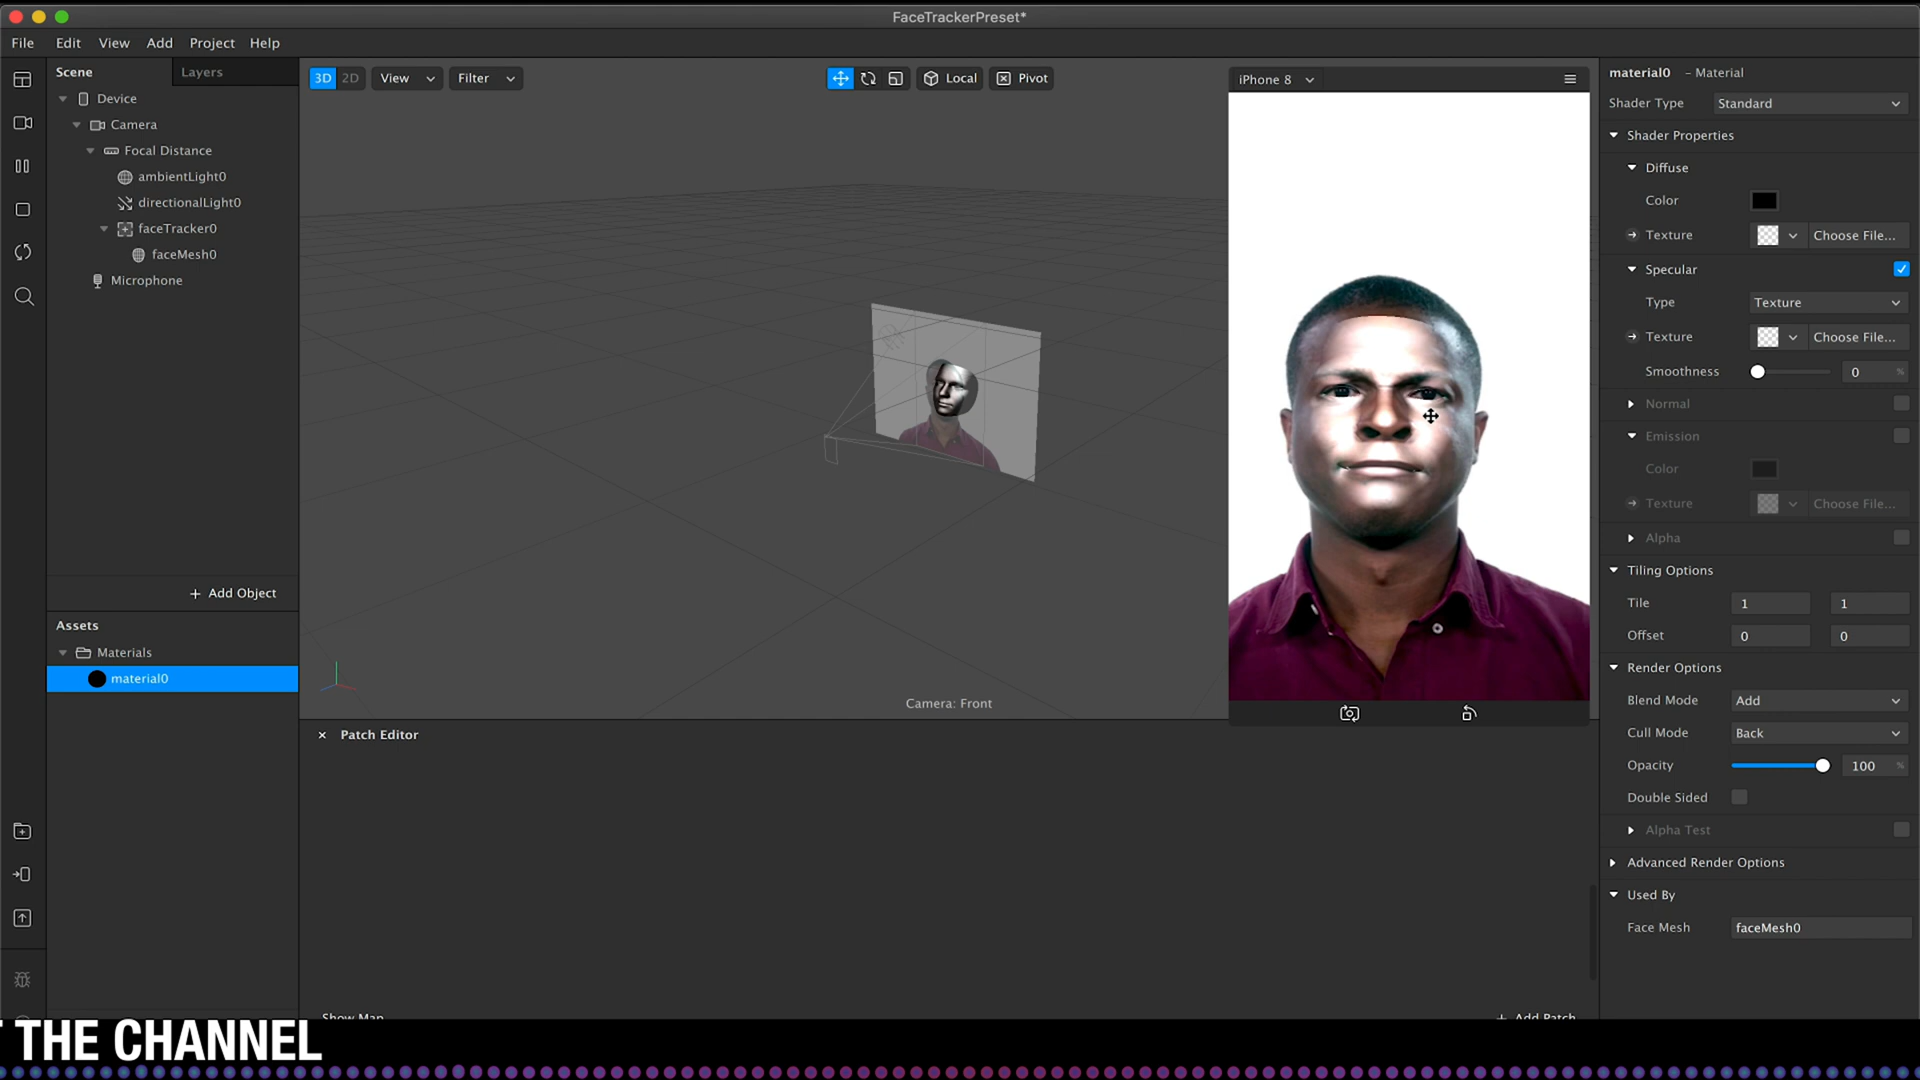 FaceTrackerPreset*
File Edit View Add Project Help
Scene Layers
Device
Camera
Focal Distance
ambientLight0
directionalLight0
faceTracker0
faceMesh0
Microphone
+ Add Object
Assets
Materials
material0
3D 2D View Filter Local Pivot
Camera: Front
iPhone 8
× Patch Editor
Show Map
+ Add Patch
material0 - Material
Shader Type Standard
Shader Properties
Diffuse
Color
Texture Choose File...
Specular
Type Texture
Texture Choose File...
Smoothness 0 %
Normal
Emission
Color
Texture Choose File...
Alpha
Tiling Options
Tile 1 1
Offset 0 0
Render Options
Blend Mode Add
Cull Mode Back
Opacity 100 %
Double Sided
Alpha Test
Advanced Render Options
Used By
Face Mesh faceMesh0
THE CHANNEL